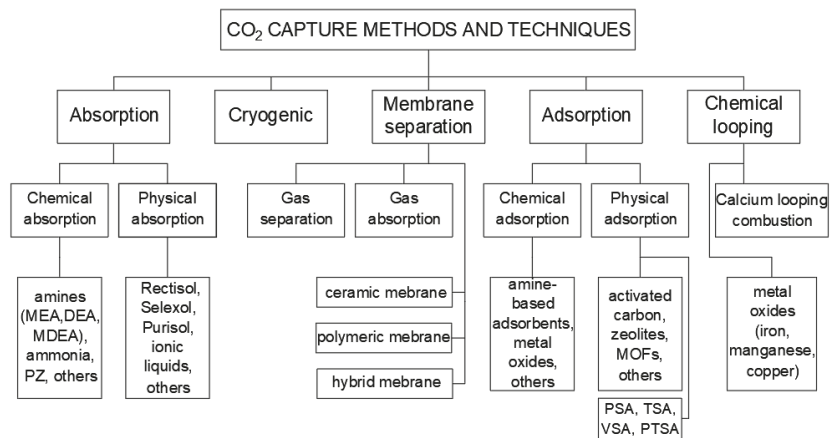 CO₂ CAPTURE METHODS AND TECHNIQUES
Absorption
Cryogenic
Membrane
separation
Adsorption
Chemical
looping
Chemical
absorption
Physical
absorption
Gas
separation
Gas
absorption
Chemical
adsorption
Physical
adsorption
Calcium looping
combustion
amines
(MEA,DEA,
MDEA),
ammonia,
PZ, others
Rectisol,
Selexol,
Purisol,
ionic
liquids,
others
ceramic mebrane
polymeric mebrane
hybrid mebrane
amine-
based
adsorbents,
metal
oxides,
others
activated
carbon,
zeolites,
MOFs,
others
metal
oxides
(iron,
manganese,
copper)
PSA, TSA,
VSA, PTSA